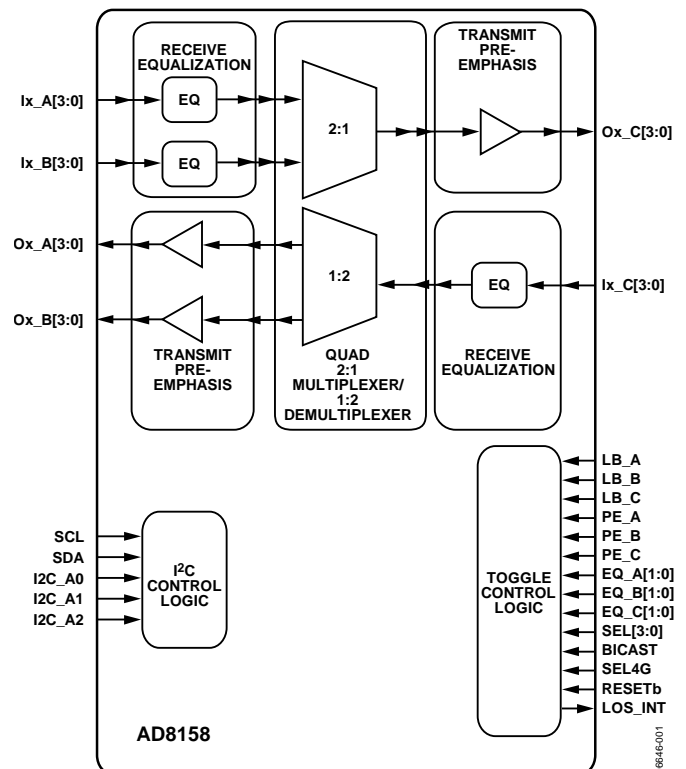 RECEIVE
EQUALIZATION
TRANSMIT
PRE-
EMPHASIS
Ix_A[3:0]
EQ
2:1
Ox_C[3:0]
Ix_B[3:0]
EQ
Ox_A[3:0]
1:2
EQ
Ix_C[3:0]
Ox_B[3:0]
TRANSMIT
PRE-
EMPHASIS
QUAD
2:1
MULTIPLEXER/
1:2
DEMULTIPLEXER
RECEIVE
EQUALIZATION
LB_A
LB_B
LB_C
PE_A
PE_B
PE_C
EQ_A[1:0]
EQ_B[1:0]
EQ_C[1:0]
SEL[3:0]
BICAST
SEL4G
RESETb
LOS_INT
TOGGLE
CONTROL
LOGIC
SCL
SDA
I2C_A0
I2C_A1
I2C_A2
I²C
CONTROL
LOGIC
AD8158
6646-001